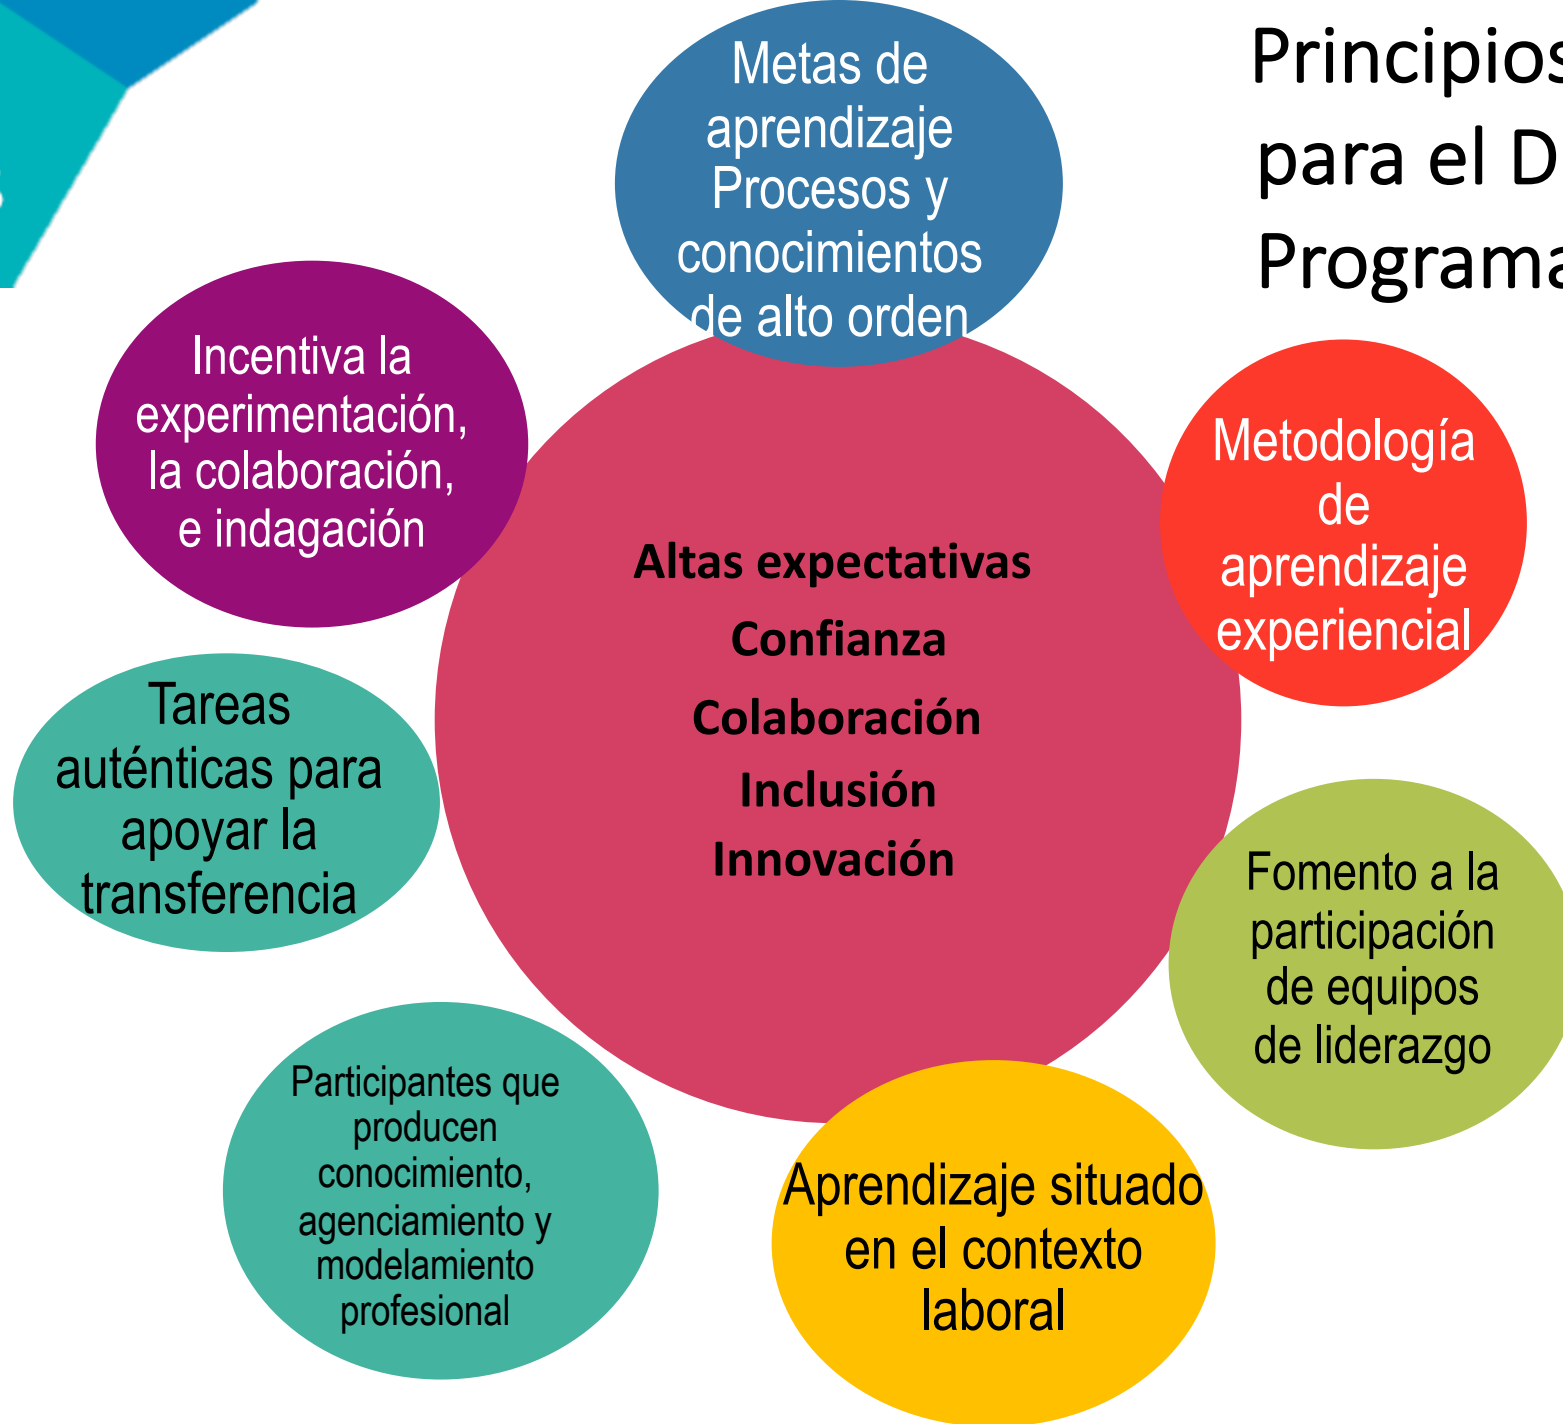 Principios
para el D
Programa
Metas de
aprendizaje
Procesos y
conocimientos
de alto orden
Incentiva la
experimentación,
la colaboración,
e indagación
Metodología
de
aprendizaje
experiencial
Altas expectativas
Confianza
Colaboración
Inclusión
Innovación
Tareas
auténticas para
apoyar la
transferencia
Fomento a la
participación
de equipos
de liderazgo
Participantes que
producen
conocimiento,
agenciamiento y
modelamiento
profesional
Aprendizaje situado
en el contexto
laboral